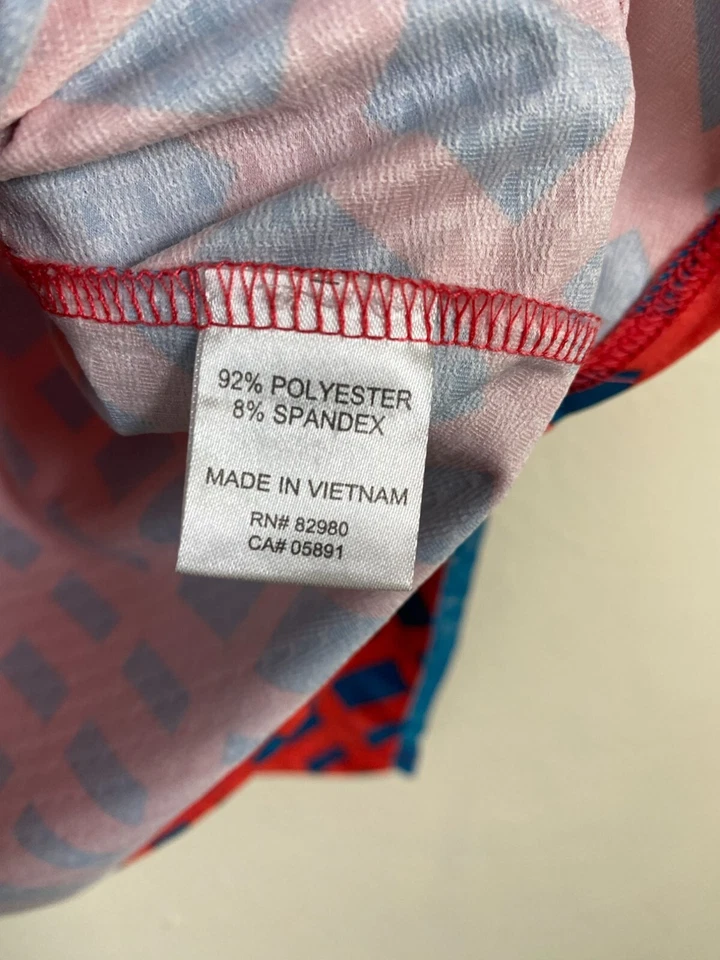 92% POLYESTER
8% SPANDEX
MADE IN VIETNAM
RN# 82980
CA# 05891